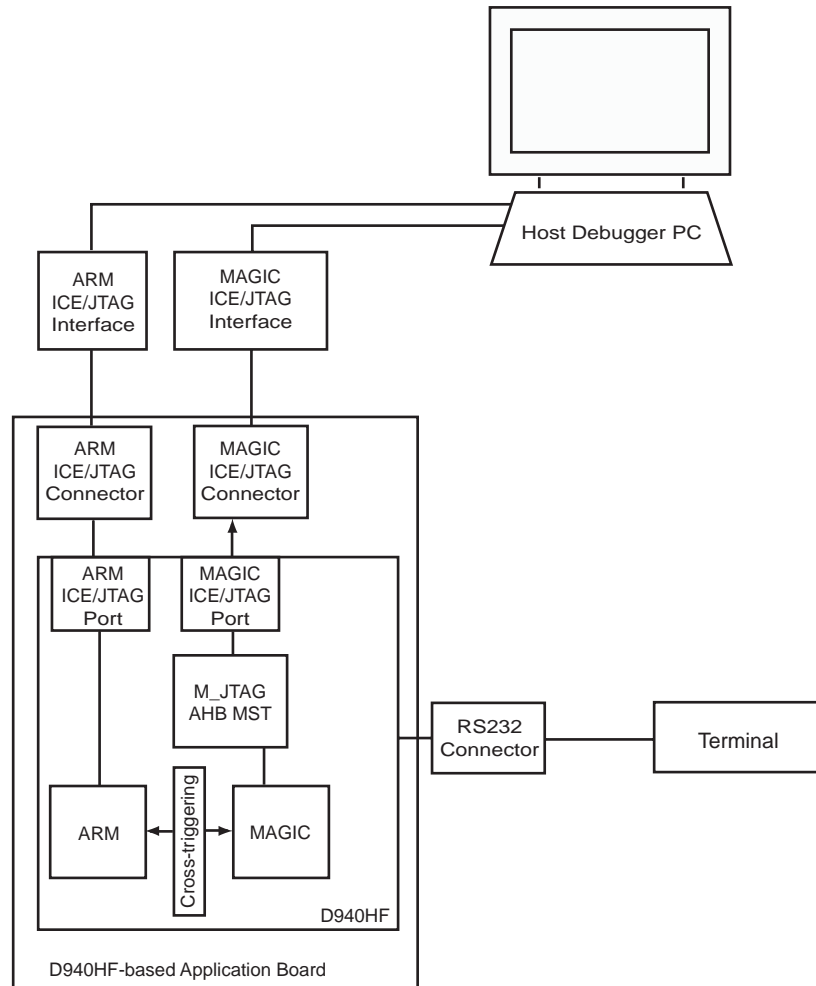 Host Debugger PC
ARM
ICE/JTAG
Interface
MAGIC
ICE/JTAG
Interface
ARM
ICE/JTAG
Connector
MAGIC
ICE/JTAG
Connector
ARM
ICE/JTAG
Port
MAGIC
ICE/JTAG
Port
M_JTAG
AHB MST
RS232
Connector
Terminal
ARM
Cross-triggering
MAGIC
D940HF
D940HF-based Application Board